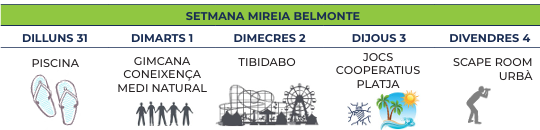 SETMANA MIREIA BELMONTE
DILLUNS 31
DIMARTS 1
DIMECRES 2
DIJOUS 3
DIVENDRES 4
PISCINA
GIMCANA
CONEIXENÇA
MEDI NATURAL
TIBIDABO
JOCS
COOPERATIUS
PLATJA
SCAPE ROOM
URBÀ